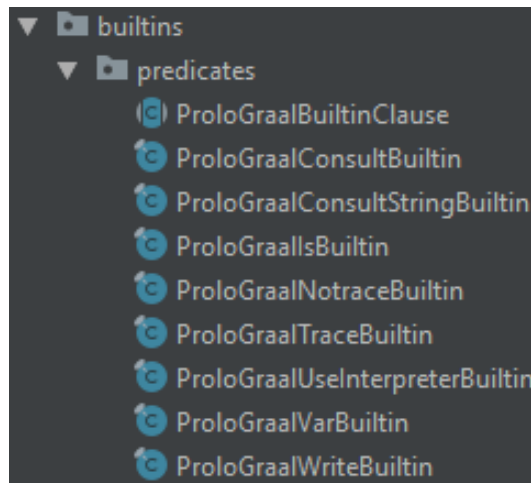 builtins
predicates
ProloGraalBuiltinClause
ProloGraalConsultBuiltin
ProloGraalConsultStringBuiltin
ProloGraalIsBuiltin
ProloGraalNotraceBuiltin
ProloGraalTraceBuiltin
ProloGraalUseInterpreterBuiltin
ProloGraalVarBuiltin
ProloGraalWriteBuiltin